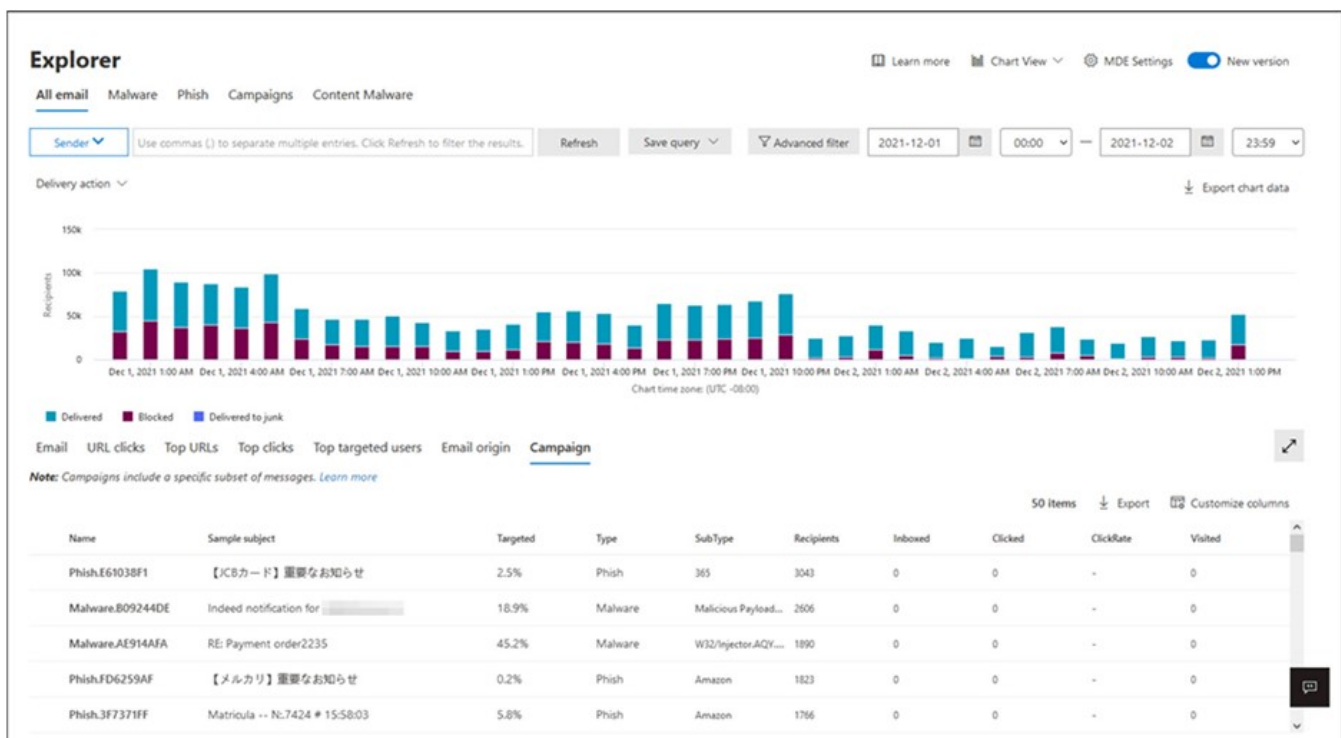 Explorer
Learn more Chart View MDE Settings New version
All email Malware Phish Campaigns Content Malware
Sender Use commas (,) to separate multiple entries. Click Refresh to filter the results. Refresh Save query Advanced filter 2021-12-01 00:00 — 2021-12-02 23:59
Delivery action Export chart data
150k
100k
50k
0
Recipients
Dec 1, 2021 1:00 AM Dec 1, 2021 4:00 AM Dec 1, 2021 7:00 AM Dec 1, 2021 10:00 AM Dec 1, 2021 1:00 PM Dec 1, 2021 4:00 PM Dec 1, 2021 7:00 PM Dec 1, 2021 10:00 PM Dec 2, 2021 1:00 AM Dec 2, 2021 4:00 AM Dec 2, 2021 7:00 AM Dec 2, 2021 10:00 AM Dec 2, 2021 1:00 PM
Chart time zone: (UTC -08:00)
Delivered Blocked Delivered to junk
Email URL clicks Top URLs Top clicks Top targeted users Email origin Campaign
Note: Campaigns include a specific subset of messages. Learn more
50 items Export Customize columns
Name Sample subject Targeted Type SubType Recipients Inboxed Clicked ClickRate Visited
Phish.E61038F1 【JCBカード】重要なお知らせ 2.5% Phish 365 3043 0 0 - 0
Malware.B09244DE Indeed notification for 18.9% Malware Malicious Payload... 2606 0 0 - 0
Malware.AE914AFA RE: Payment order2235 45.2% Malware W32/Injector.AQY.... 1890 0 0 - 0
Phish.FD6259AF 【メルカリ】重要なお知らせ 0.2% Phish Amazon 1823 0 0 - 0
Phish.3F7371FF Matricula -- N:.7424 # 15:58:03 5.8% Phish Amazon 1766 0 0 - 0